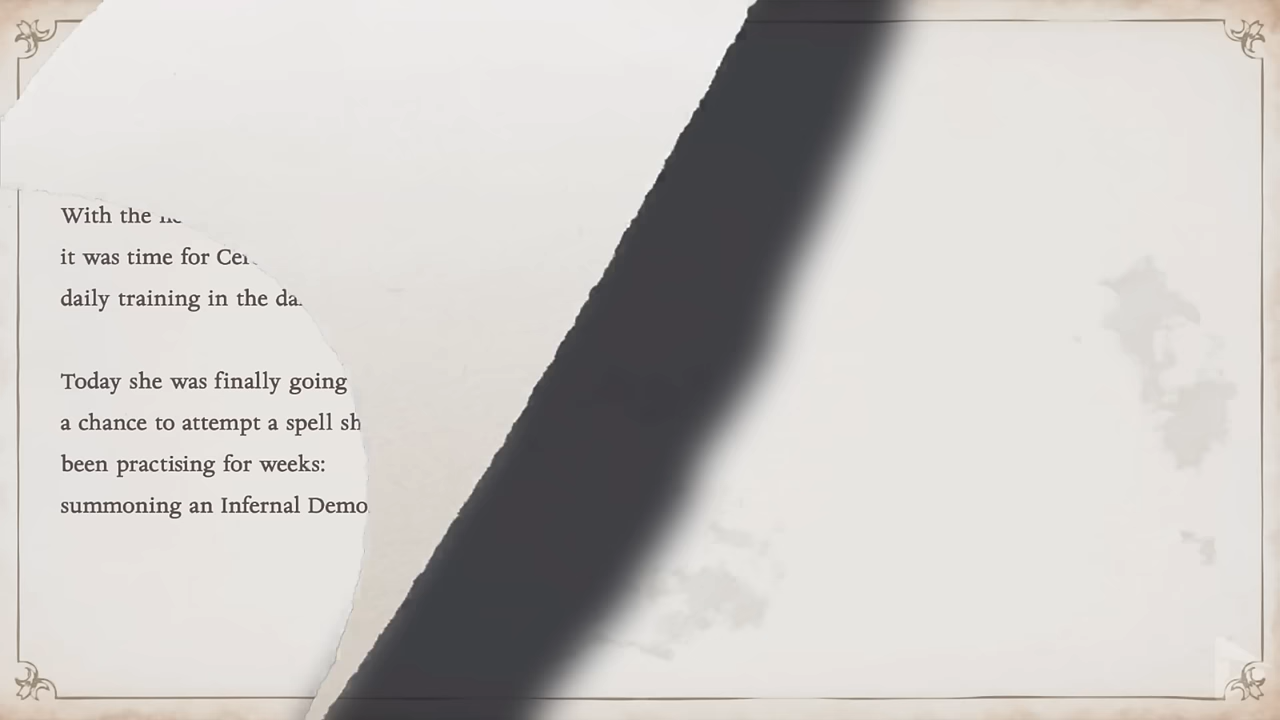 With the
it was time for
daily training in the
Today she was finally going
a chance to attempt a spell
been practising for weeks:
summoning an Infernal